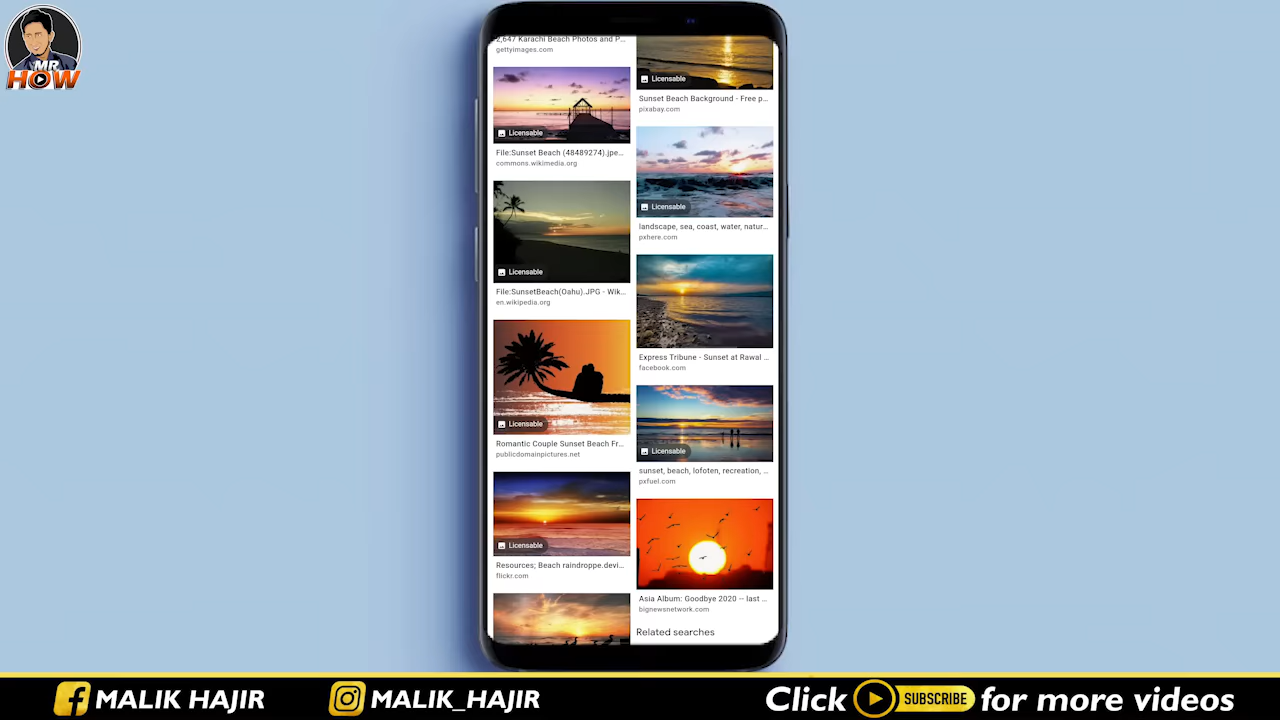 MR
HOW
2,647 Karachi Beach Photos and P...
gettyimages.com
Licensable
File:Sunset Beach (48489274).jpe...
commons.wikimedia.org
Licensable
File:SunsetBeach(Oahu).JPG - Wik...
en.wikipedia.org
Licensable
Romantic Couple Sunset Beach Fr...
publicdomainpictures.net
Licensable
Resources; Beach raindroppe.devi...
flickr.com
Licensable
Sunset Beach Background - Free p...
pixabay.com
Licensable
landscape, sea, coast, water, natur...
pxhere.com
Express Tribune - Sunset at Rawal ...
facebook.com
Licensable
sunset, beach, lofoten, recreation, ...
pxfuel.com
Asia Album: Goodbye 2020 -- last ...
bignewsnetwork.com
Related searches
MALIK HAJIR
MALIK_HAJIR
Click SUBSCRIBE for more videos